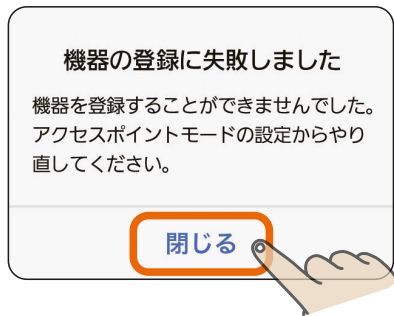 機器の登録に失敗しました
機器を登録することができませんでした。
アクセスポイントモードの設定からやり
直してください。
閉じる